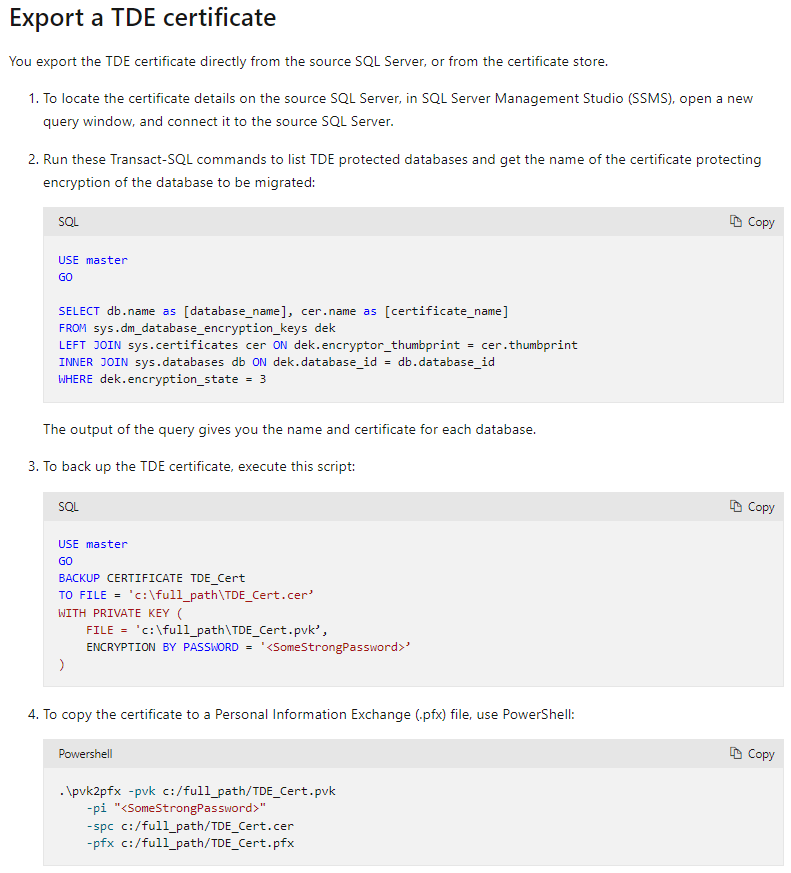 Export a TDE certificate
You export the TDE certificate directly from the source SQL Server, or from the certificate store.
1. To locate the certificate details on the source SQL Server, in SQL Server Management Studio (SSMS), open a new
query window, and connect it to the source SQL Server.
2. Run these Transact-SQL commands to list TDE protected databases and get the name of the certificate protecting
encryption of the database to be migrated:
SQL Copy
USE master
GO
SELECT db.name as [database_name], cer.name as [certificate_name]
FROM sys.dm_database_encryption_keys dek
LEFT JOIN sys.certificates cer ON dek.encryptor_thumbprint = cer.thumbprint
INNER JOIN sys.databases db ON dek.database_id = db.database_id
WHERE dek.encryption_state = 3
The output of the query gives you the name and certificate for each database.
3. To back up the TDE certificate, execute this script:
SQL Copy
USE master
GO
BACKUP CERTIFICATE TDE_Cert
TO FILE = 'c:\full_path\TDE_Cert.cer’
WITH PRIVATE KEY (
FILE = 'c:\full_path\TDE_Cert.pvk’,
ENCRYPTION BY PASSWORD = '<SomeStrongPassword>’
)
4. To copy the certificate to a Personal Information Exchange (.pfx) file, use PowerShell:
Powershell Copy
.\pvk2pfx -pvk c:/full_path/TDE_Cert.pvk
-pi "<SomeStrongPassword>"
-spc c:/full_path/TDE_Cert.cer
-pfx c:/full_path/TDE_Cert.pfx